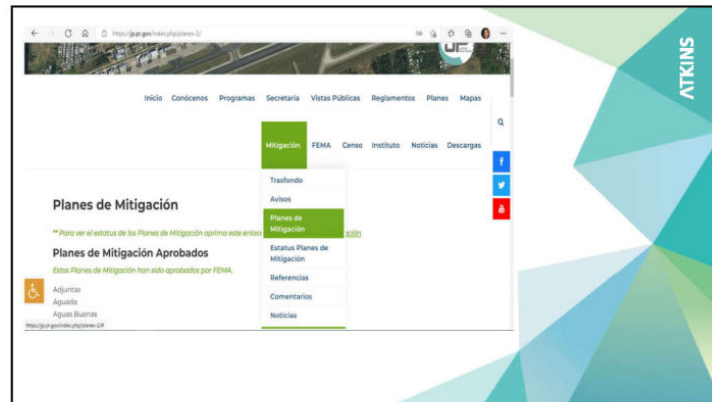 https://jp.pr.gov/index.php/planes-2/
JP
Inicio Conócenos Programas Secretaría Vistas Públicas Reglamentos Planes Mapas
Mitigación FEMA Censo Instituto Noticias Descargas
Trasfondo
Avisos
Planes de
Mitigación
Estatus Planes de
Mitigación
Referencias
Comentarios
Noticias
Planes de Mitigación
** Para ver el estatus de los Planes de Mitigación oprima este enlac
Planes de Mitigación Aprobados
Estos Planes de Mitigación han sido aprobados por FEMA.
Adjuntas
Aguada
Aguas Buenas
https://jp.pr.gov/index.php/planes-2/#
ATKINS